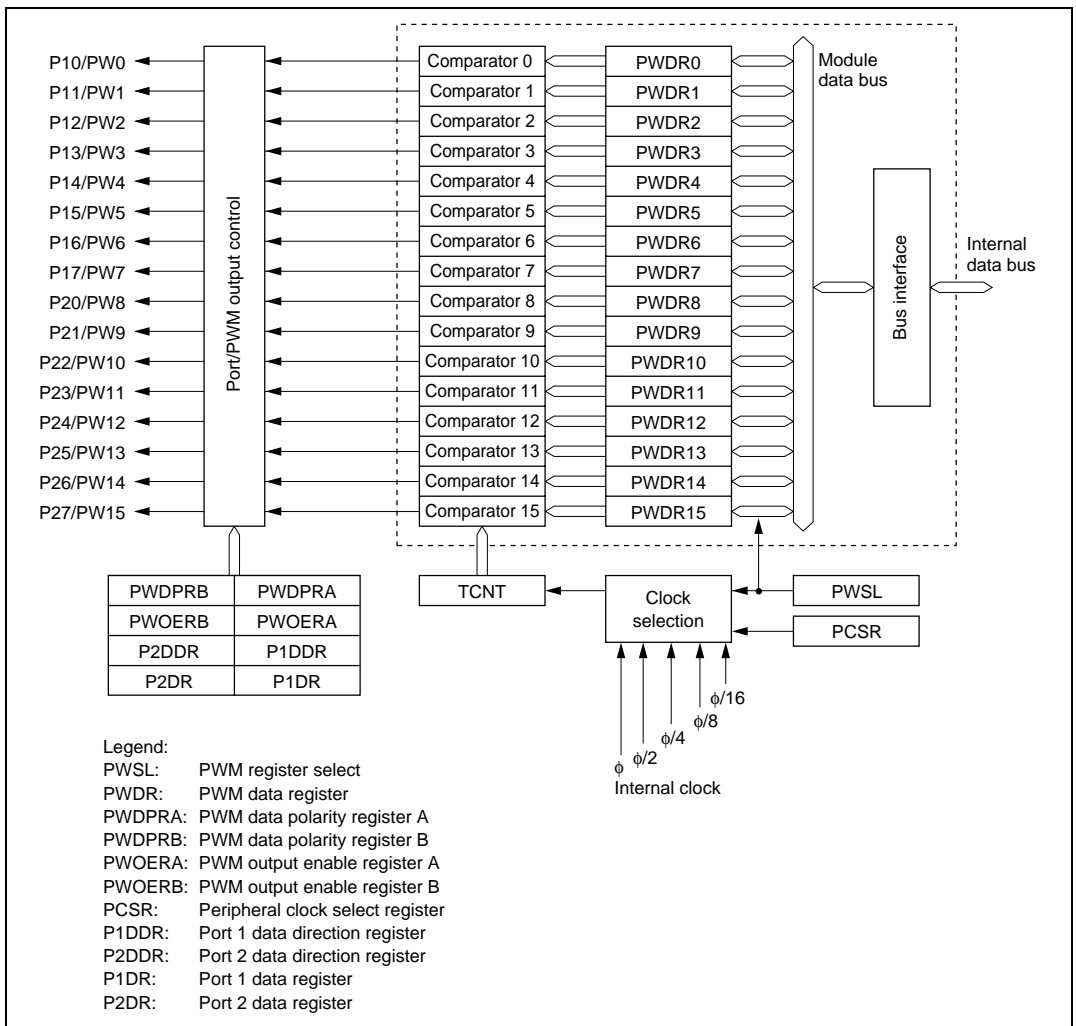 P10/PW0
P11/PW1
P12/PW2
P13/PW3
P14/PW4
P15/PW5
P16/PW6
P17/PW7
P20/PW8
P21/PW9
P22/PW10
P23/PW11
P24/PW12
P25/PW13
P26/PW14
P27/PW15
Port/PWM output control
Comparator 0
Comparator 1
Comparator 2
Comparator 3
Comparator 4
Comparator 5
Comparator 6
Comparator 7
Comparator 8
Comparator 9
Comparator 10
Comparator 11
Comparator 12
Comparator 13
Comparator 14
Comparator 15
PWDR0
PWDR1
PWDR2
PWDR3
PWDR4
PWDR5
PWDR6
PWDR7
PWDR8
PWDR9
PWDR10
PWDR11
PWDR12
PWDR13
PWDR14
PWDR15
Module
data bus
Bus interface
Internal
data bus
PWDPRB PWDPRA
PWOERB PWOERA
P2DDR P1DDR
P2DR P1DR
TCNT
Clock
selection
PWSL
PCSR
ϕ/16
ϕ/8
ϕ/4
ϕ/2
ϕ
Internal clock
Legend:
PWSL: PWM register select
PWDR: PWM data register
PWDPRA: PWM data polarity register A
PWDPRB: PWM data polarity register B
PWOERA: PWM output enable register A
PWOERB: PWM output enable register B
PCSR: Peripheral clock select register
P1DDR: Port 1 data direction register
P2DDR: Port 2 data direction register
P1DR: Port 1 data register
P2DR: Port 2 data register